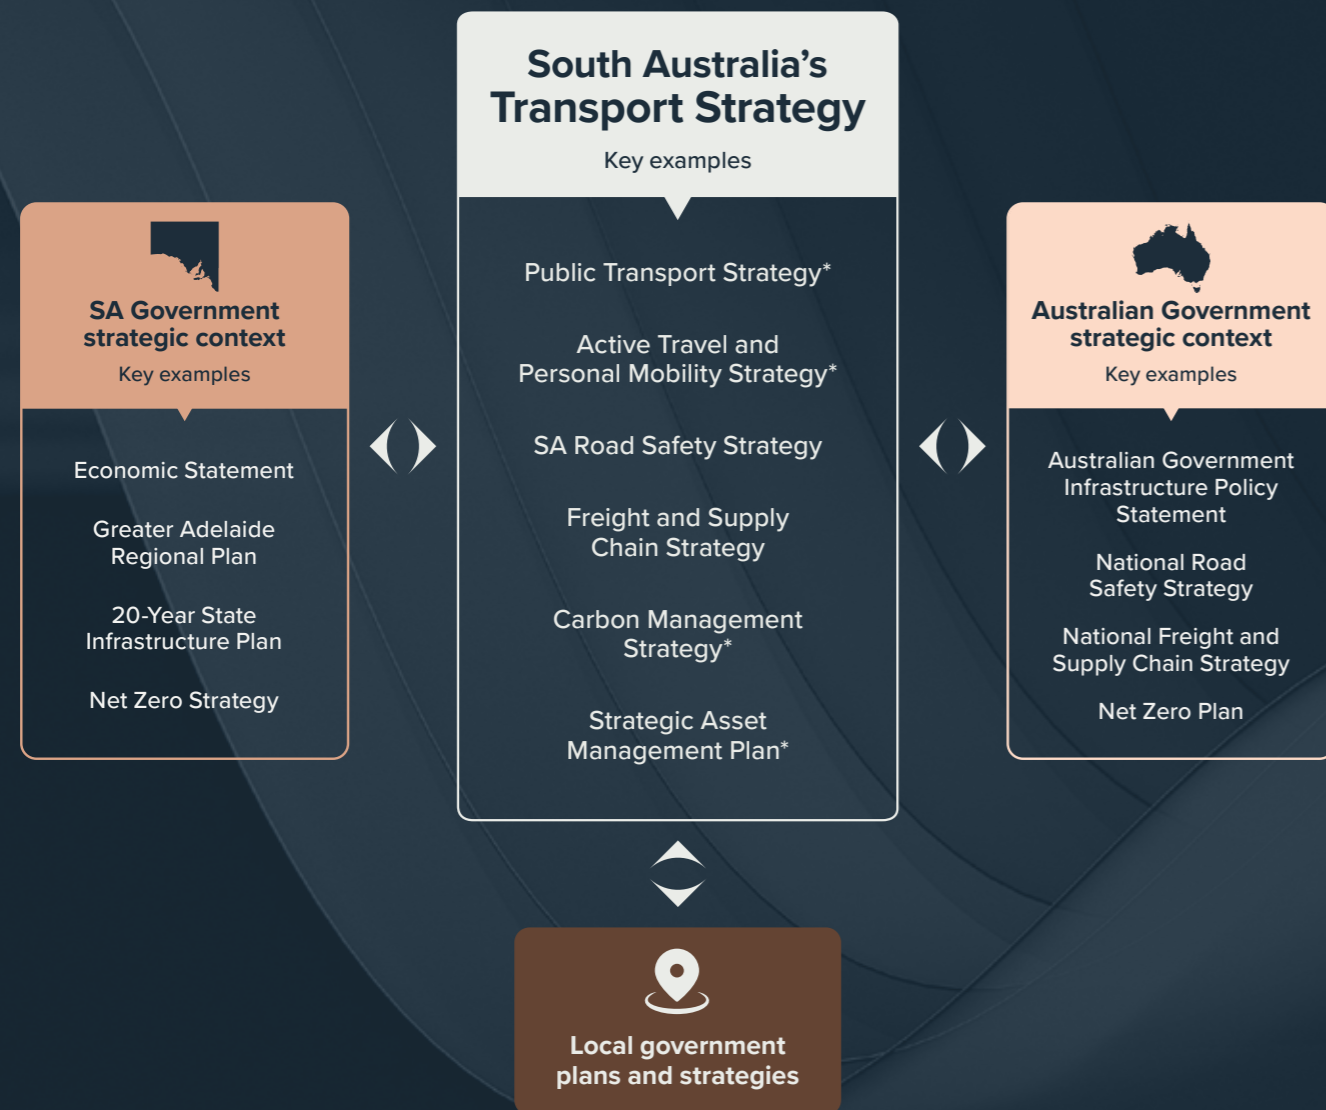 South Australia’s
Transport Strategy
Key examples
Public Transport Strategy*
Active Travel and
Personal Mobility Strategy*
SA Road Safety Strategy
Freight and Supply
Chain Strategy
Carbon Management
Strategy*
Strategic Asset
Management Plan*
SA Government
strategic context
Key examples
Economic Statement
Greater Adelaide
Regional Plan
20-Year State
Infrastructure Plan
Net Zero Strategy
Australian Government
strategic context
Key examples
Australian Government
Infrastructure Policy
Statement
National Road
Safety Strategy
National Freight and
Supply Chain Strategy
Net Zero Plan
Local government
plans and strategies